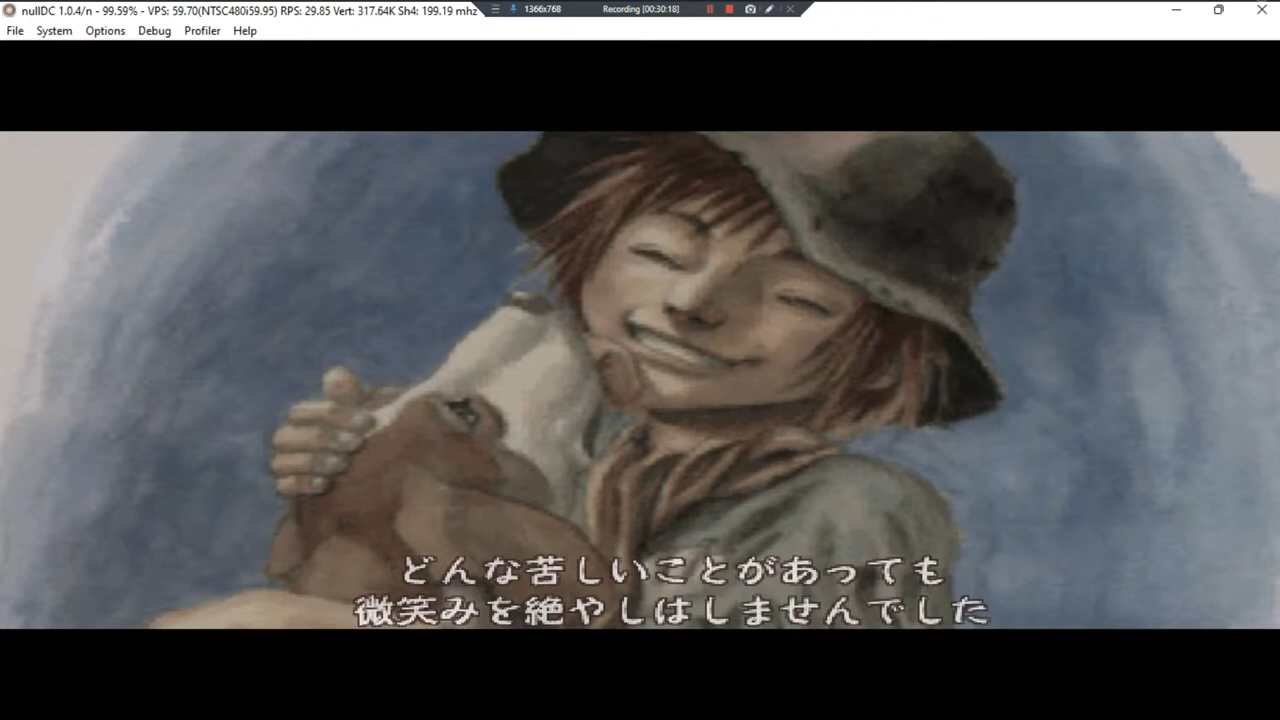 nullDC 1.0.4/n - 99.59% - VPS: 59.70(NTSC480i59.95) RPS: 29.85 Vert: 317.64K Sh4: 199.19 mhz
1366x768
Recording [00:30:18]
File System Options Debug Profiler Help
どんな苦しいことがあっても
微笑みを絶やしはしませんでした